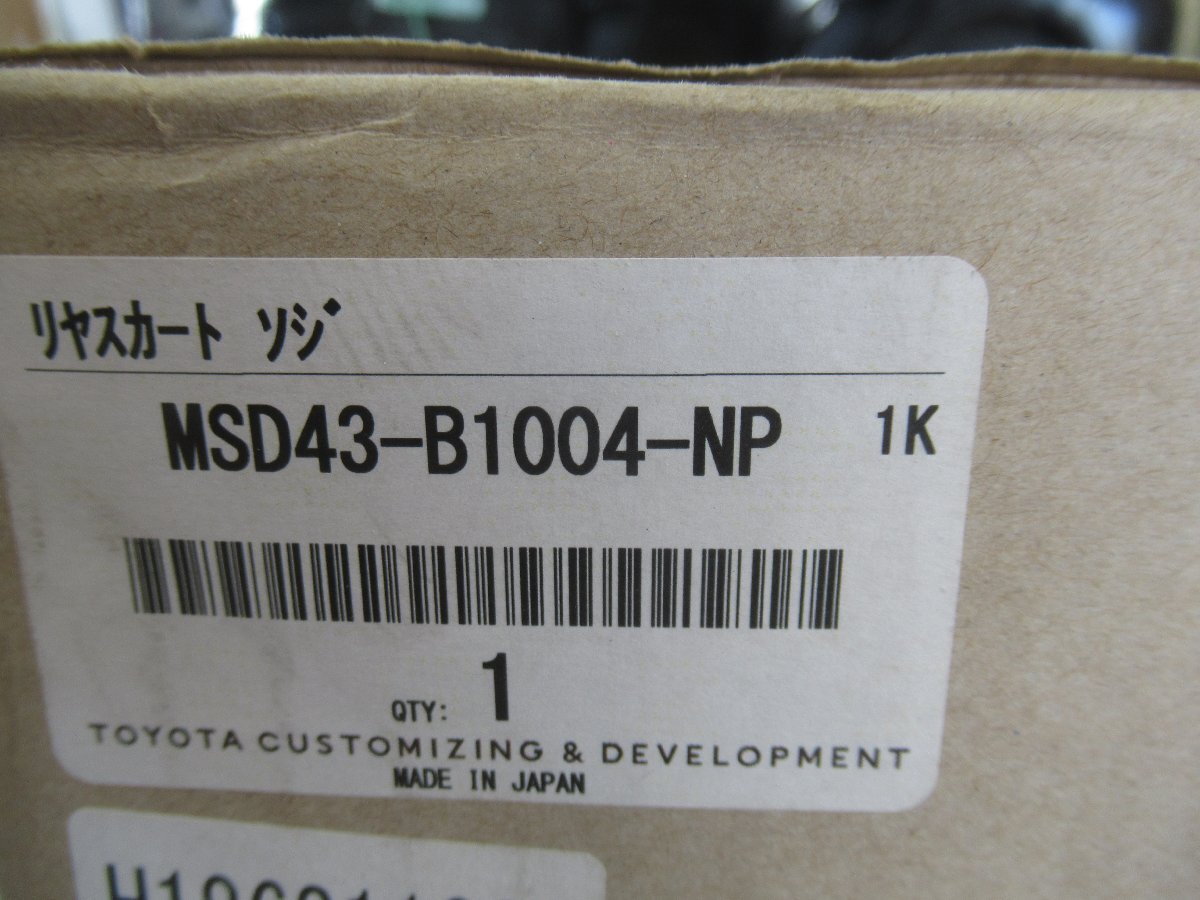 リヤスカート ソジ
MSD43-B1004-NP 1K
QTY: 1
TOYOTA CUSTOMIZING & DEVELOPMENT
MADE IN JAPAN